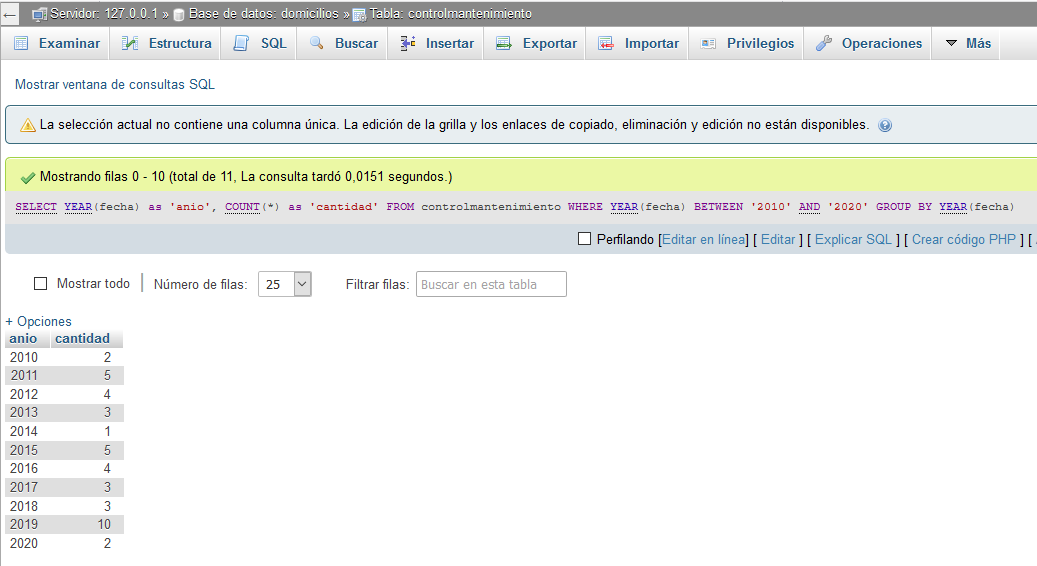 Servidor: 127.0.0.1 » Base de datos: domicilios » Tabla: controlmantenimiento
Examinar Estructura SQL Buscar Insertar Exportar Importar Privilegios Operaciones Más
Mostrar ventana de consultas SQL
La selección actual no contiene una columna única. La edición de la grilla y los enlaces de copiado, eliminación y edición no están disponibles.
Mostrando filas 0 - 10 (total de 11, La consulta tardó 0,0151 segundos.)
SELECT YEAR(fecha) as 'anio', COUNT(*) as 'cantidad' FROM controlmantenimiento WHERE YEAR(fecha) BETWEEN '2010' AND '2020' GROUP BY YEAR(fecha)
Perfilando [Editar en línea] [ Editar ] [ Explicar SQL ] [ Crear código PHP ] [
Mostrar todo Número de filas: 25 Filtrar filas: Buscar en esta tabla
+ Opciones
anio cantidad
2010 2
2011 5
2012 4
2013 3
2014 1
2015 5
2016 4
2017 3
2018 3
2019 10
2020 2